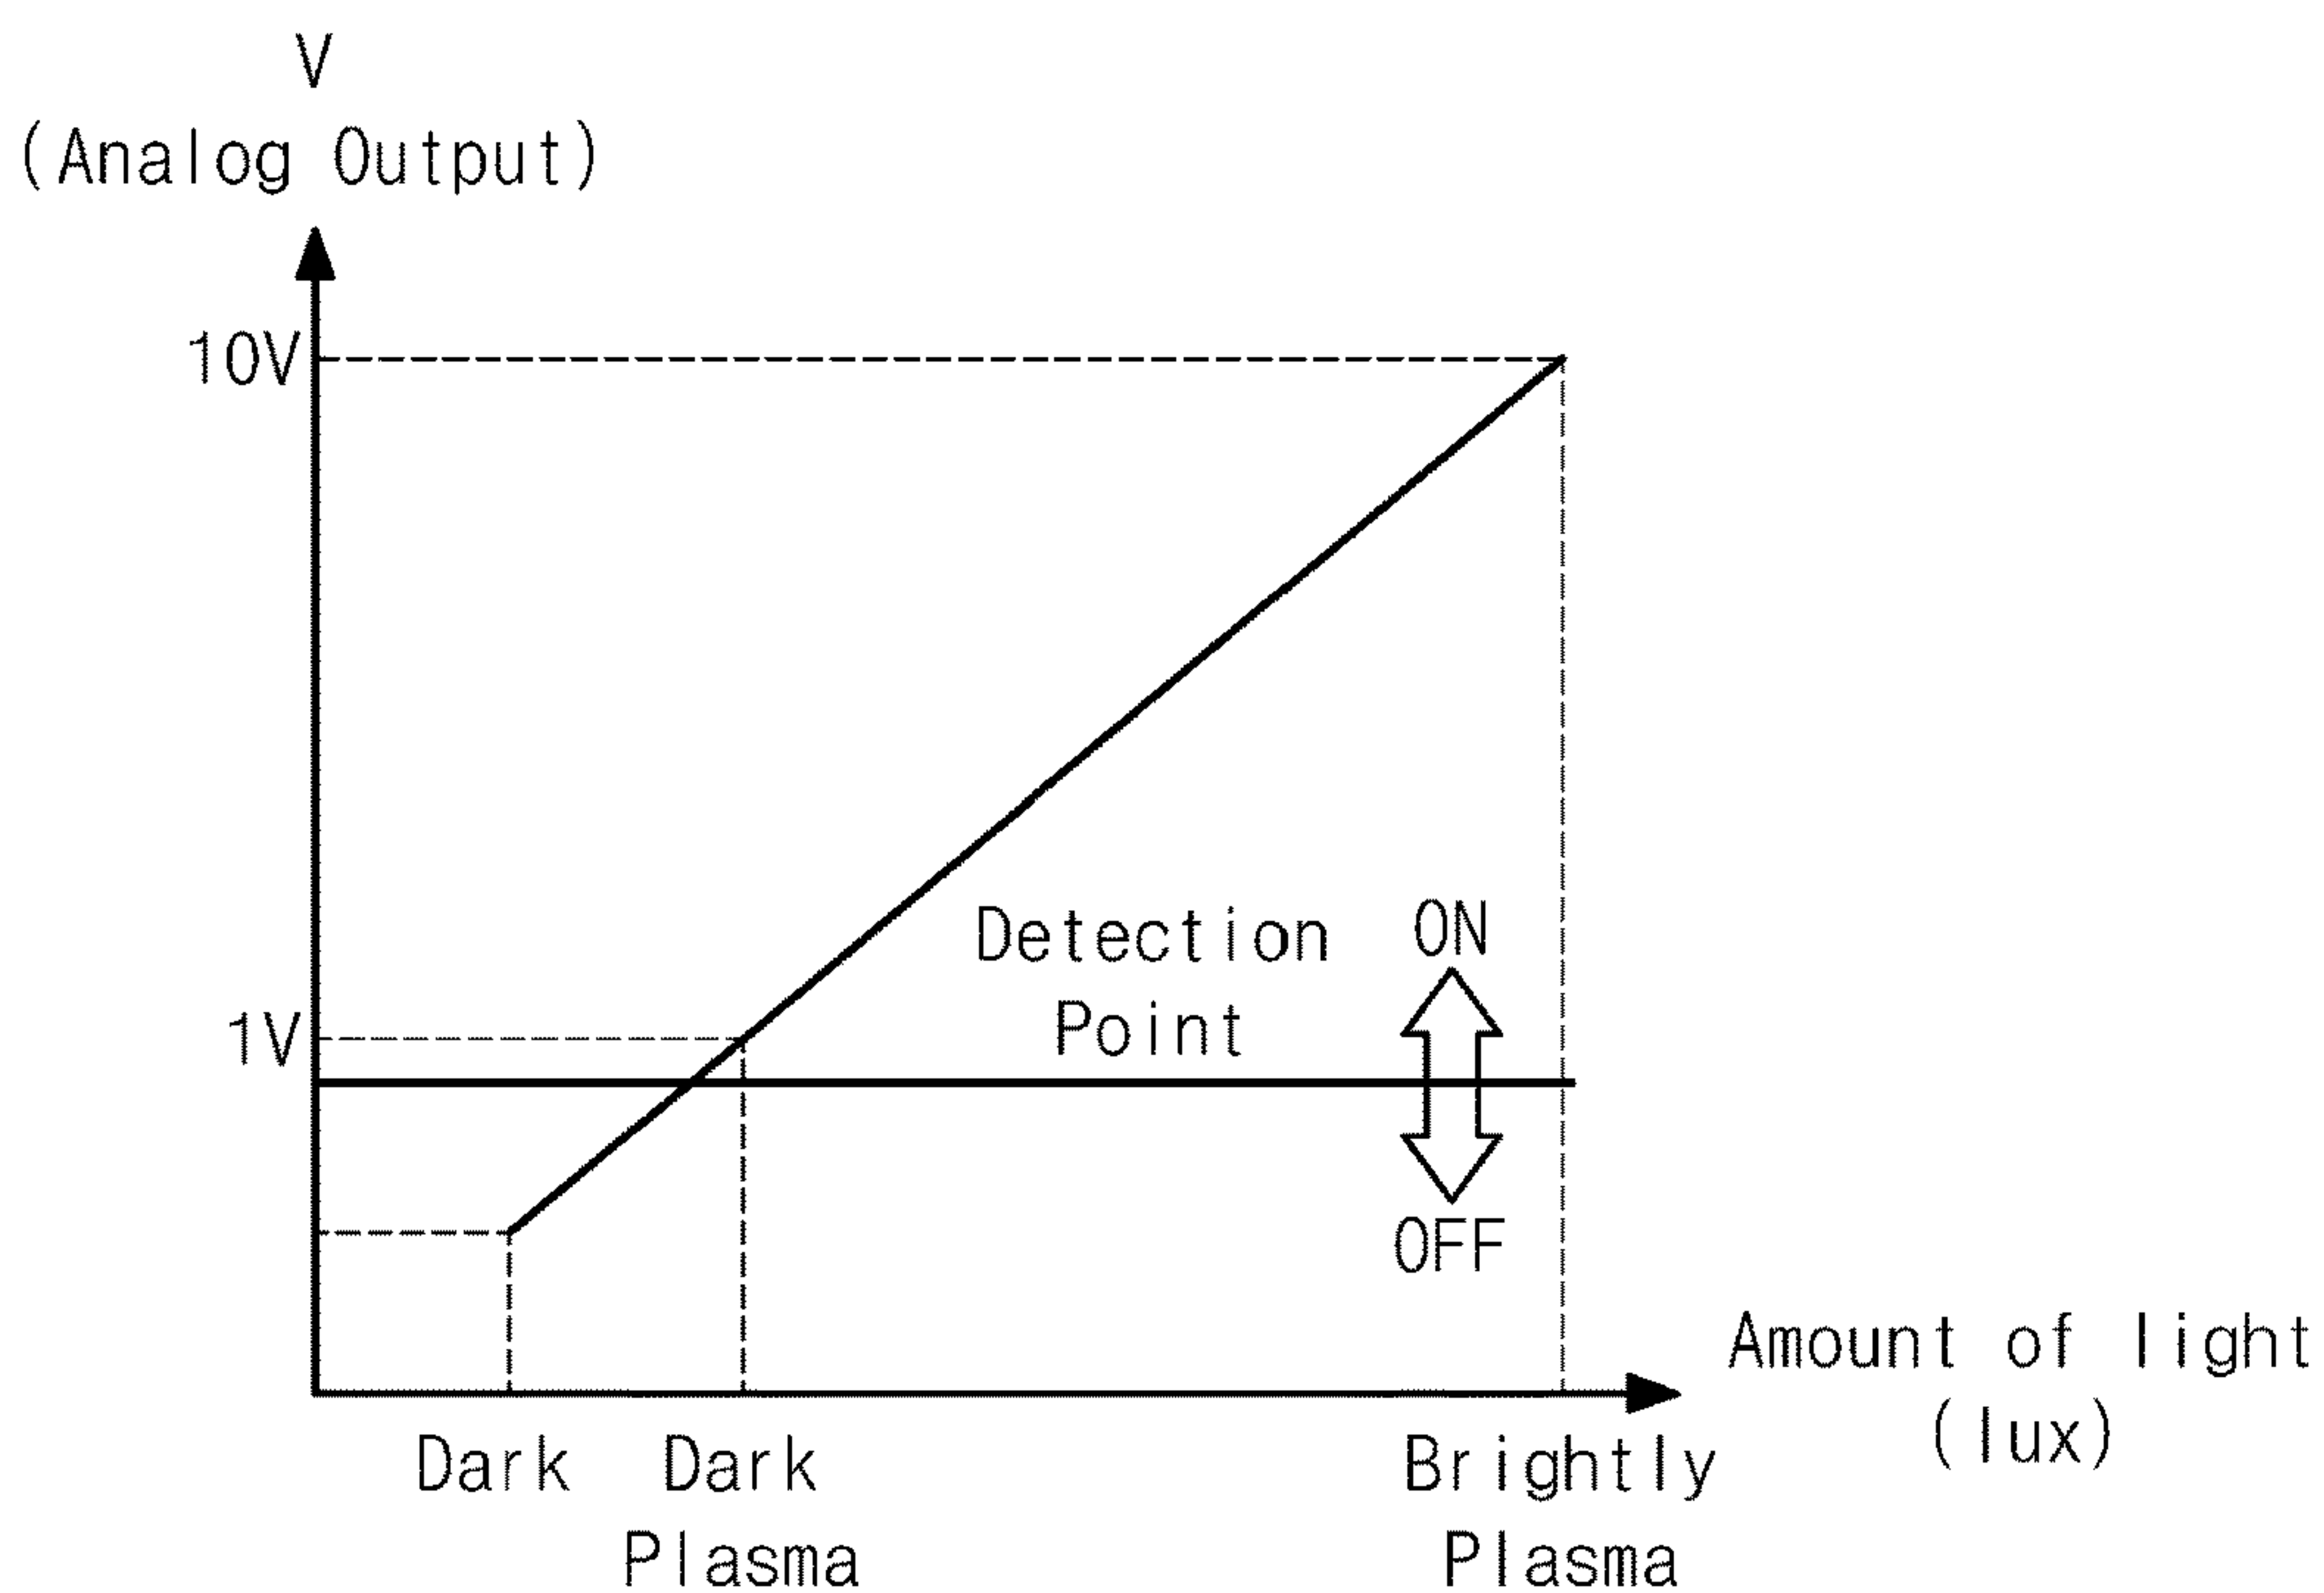 V
(Analog Output)
10V
Detection
Point
ON
1V
OFF
Amount of light
(lux)
Dark
Dark
Plasma
Brightly
Plasma